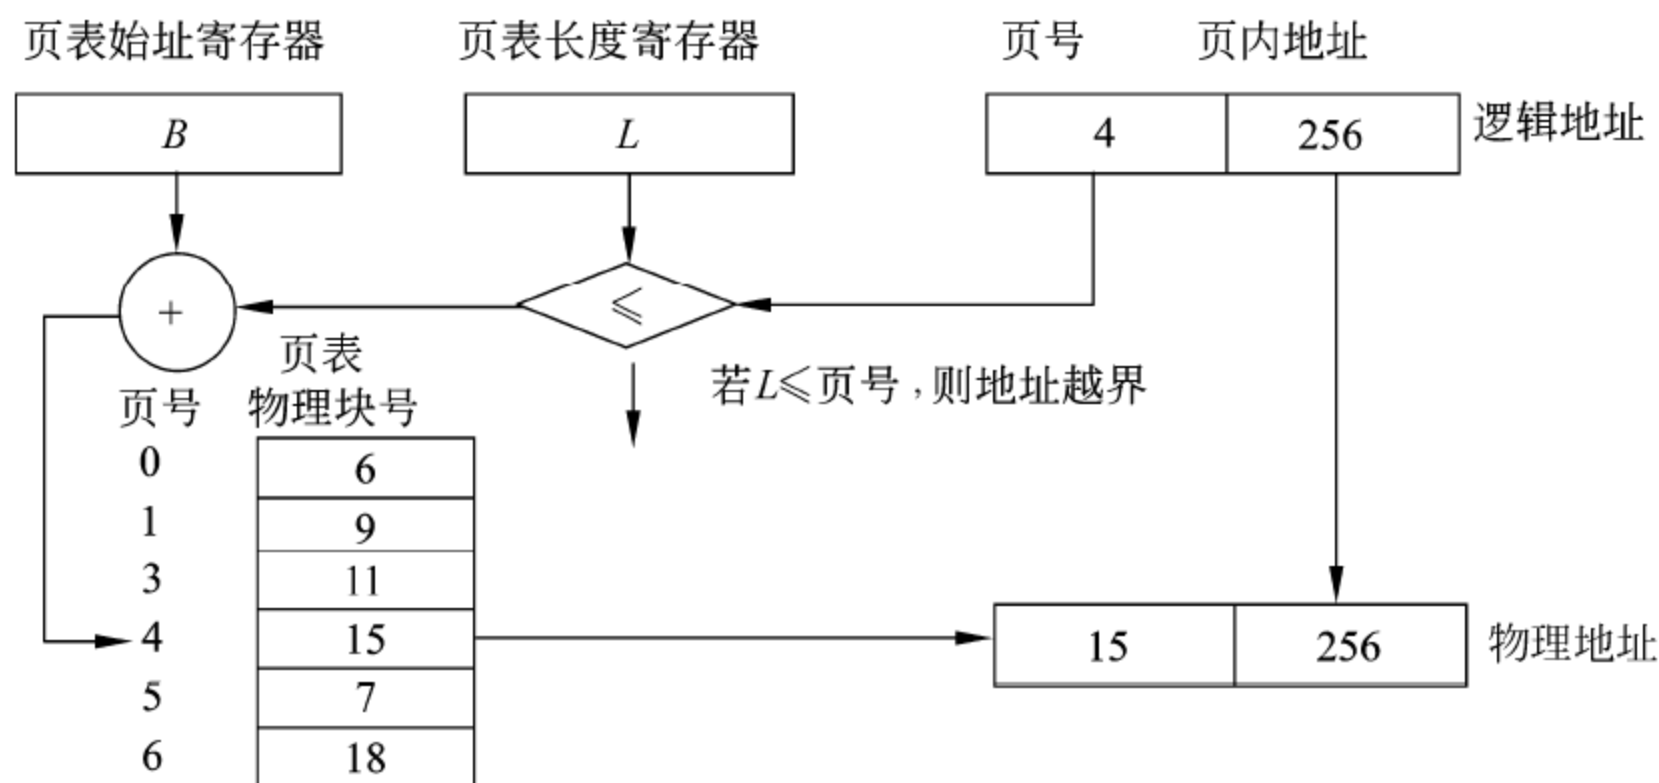 页表始址寄存器 页表长度寄存器 页号 页内地址
B L 4 256 逻辑地址
+ ≤
页表
若L≤页号,则地址越界
页号 物理块号
0 6
1 9
3 11
4 15 15 256 物理地址
5 7
6 18